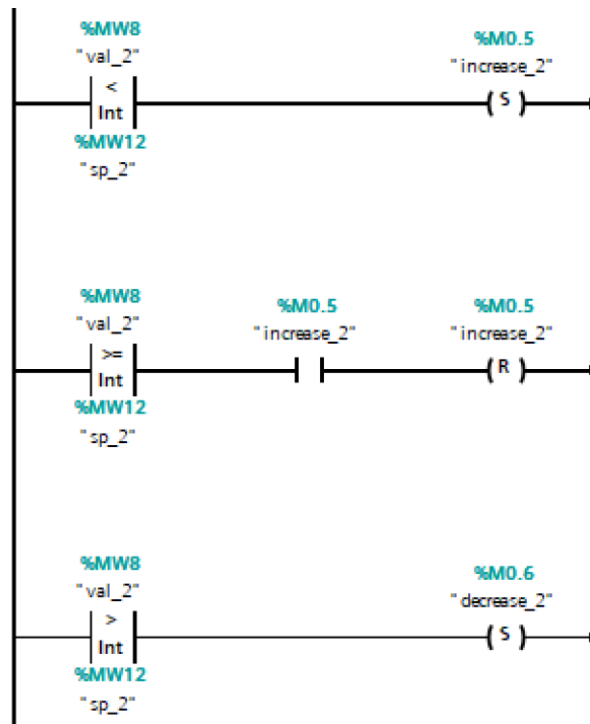 %MW8
"val_2"
<
Int
%MW12
"sp_2"
%M0.5
"increase_2"
S
%MW8
"val_2"
>=
Int
%MW12
"sp_2"
%M0.5
"increase_2"
%M0.5
"increase_2"
R
%MW8
"val_2"
>
Int
%MW12
"sp_2"
%M0.6
"decrease_2"
S